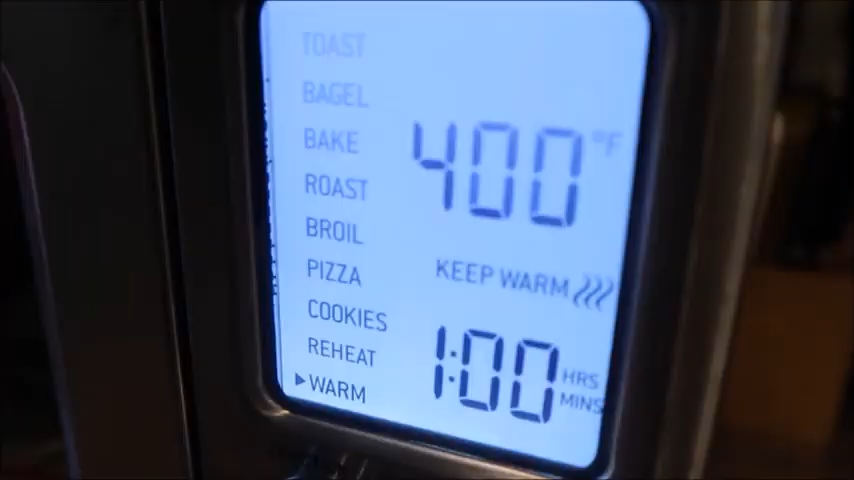 TOAST
BAGEL
BAKE
ROAST
BROIL
PIZZA
COOKIES
REHEAT
▶WARM
400 °F
KEEP WARM
1:00 HRS MINS